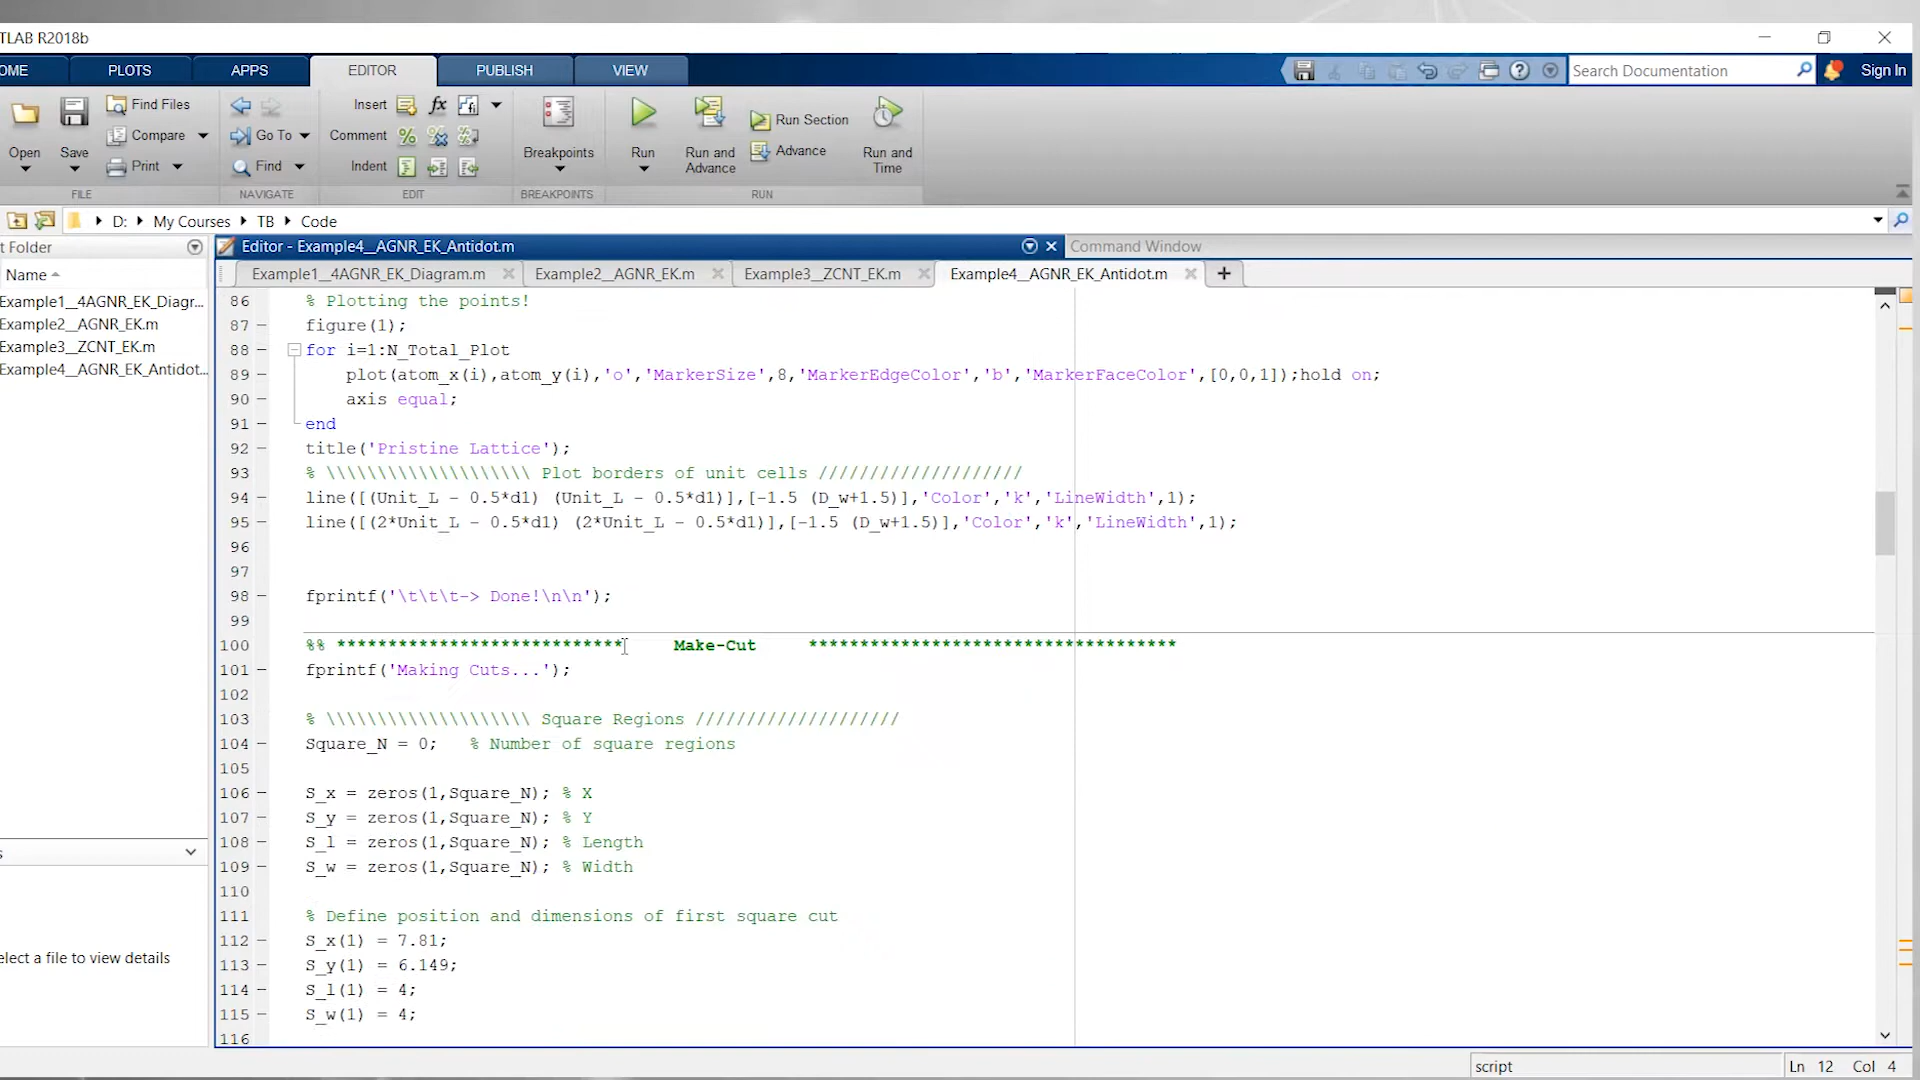 TLAB R2018b
OME PLOTS APPS EDITOR PUBLISH VIEW Search Documentation Sign In
Find Files Insert fx
Compare Go To Comment % Run Section
Open Save Print Find Indent Breakpoints Run Run and Advance Advance Run and Time
FILE NAVIGATE EDIT BREAKPOINTS RUN
D: My Courses TB Code
t Folder Editor - Example4__AGNR_EK_Antidot.m Command Window
Name Example1__4AGNR_EK_Diagram.m Example2__AGNR_EK.m Example3__ZCNT_EK.m Example4__AGNR_EK_Antidot.m +
Example1__4AGNR_EK_Diagr...
Example2__AGNR_EK.m
Example3__ZCNT_EK.m
Example4__AGNR_EK_Antidot...
s
elect a file to view details
86 % Plotting the points!
87 – figure(1);
88 – for i=1:N_Total_Plot
89 – plot(atom_x(i),atom_y(i),'o','MarkerSize',8,'MarkerEdgeColor','b','MarkerFaceColor',[0,0,1]);hold on;
90 – axis equal;
91 – end
92 – title('Pristine Lattice');
93 % \\\\\\\\\\\\\\\\\\\\ Plot borders of unit cells ////////////////////
94 – line([(Unit_L - 0.5*d1) (Unit_L - 0.5*d1)],[-1.5 (D_w+1.5)],'Color','k','LineWidth',1);
95 – line([(2*Unit_L - 0.5*d1) (2*Unit_L - 0.5*d1)],[-1.5 (D_w+1.5)],'Color','k','LineWidth',1);
96
97
98 – fprintf('\t\t\t-> Done!\n\n');
99
100 %% **************************** Make-Cut ************************************
101 – fprintf('Making Cuts...');
102
103 % \\\\\\\\\\\\\\\\\\\\ Square Regions ////////////////////
104 – Square_N = 0; % Number of square regions
105
106 – S_x = zeros(1,Square_N); % X
107 – S_y = zeros(1,Square_N); % Y
108 – S_l = zeros(1,Square_N); % Length
109 – S_w = zeros(1,Square_N); % Width
110
111 % Define position and dimensions of first square cut
112 – S_x(1) = 7.81;
113 – S_y(1) = 6.149;
114 – S_l(1) = 4;
115 – S_w(1) = 4;
116
script Ln 12 Col 4